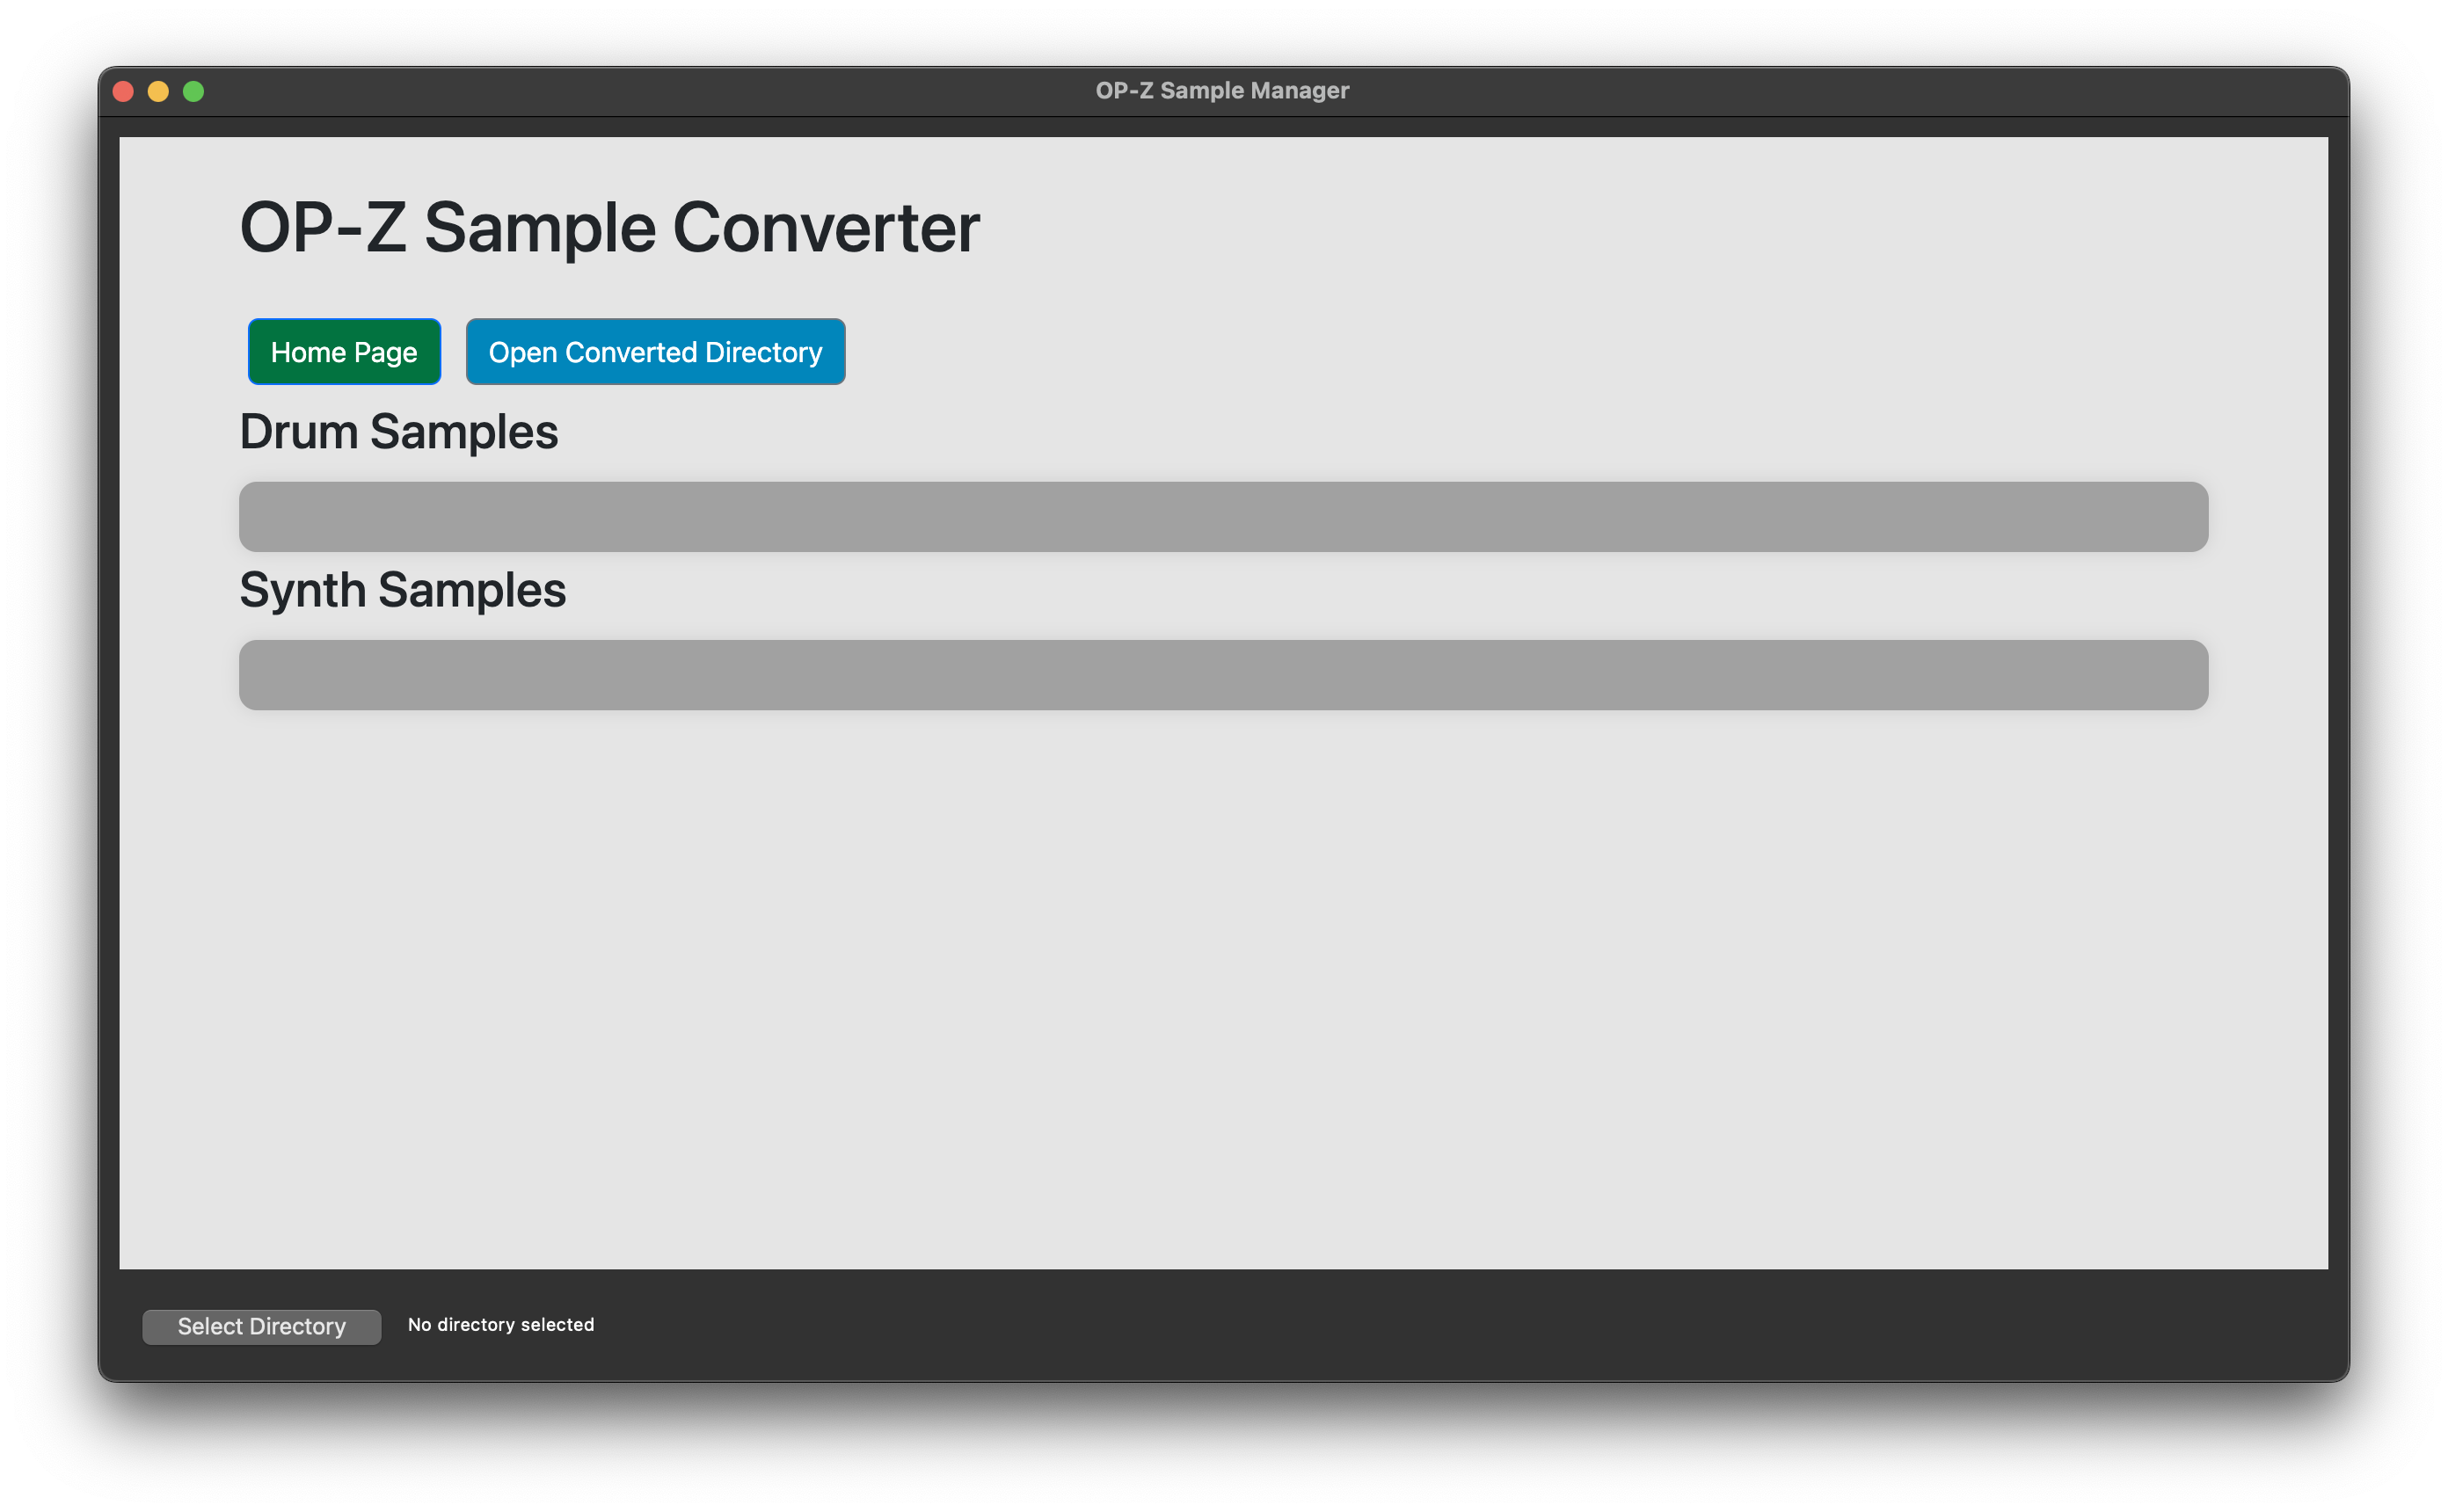 OP-Z Sample Manager
OP-Z Sample Converter
Home Page
Open Converted Directory
Drum Samples
Synth Samples
Select Directory
No directory selected